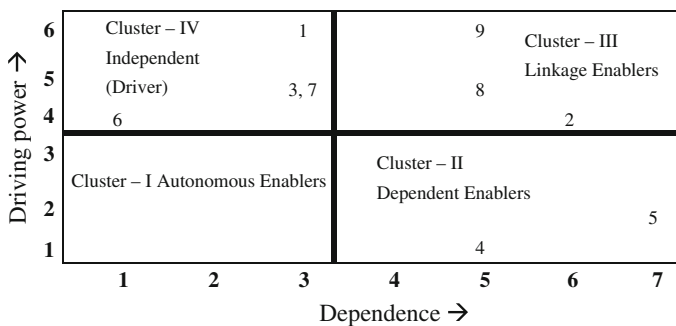 6
Cluster – IV
1
9
Cluster – III
Independent
Linkage Enablers
5
(Driver)
3, 7
8
4
6
2
3
Cluster – II
Cluster – I Autonomous Enablers
Dependent Enablers
2
5
1
4
Driving power →
1 2 3 4 5 6 7
Dependence →